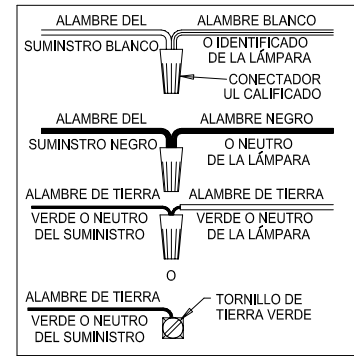 ALAMBRE DEL
SUMINSTRO BLANCO
ALAMBRE BLANCO
O IDENTIFICADO
DE LA LÁMPARA
CONECTADOR
UL CALIFICADO
ALAMBRE DEL
SUMINSTRO NEGRO
ALAMBRE NEGRO
O NEUTRO
DE LA LÁMPARA
ALAMBRE DE TIERRA
VERDE O NEUTRO
DEL SUMINISTRO
ALAMBRE DE TIERRA
VERDE O NEUTRO
DE LA LÁMPARA
O
ALAMBRE DE TIERRA
VERDE O NEUTRO
DEL SUMINISTRO
TORNILLO DE
TIERRA VERDE